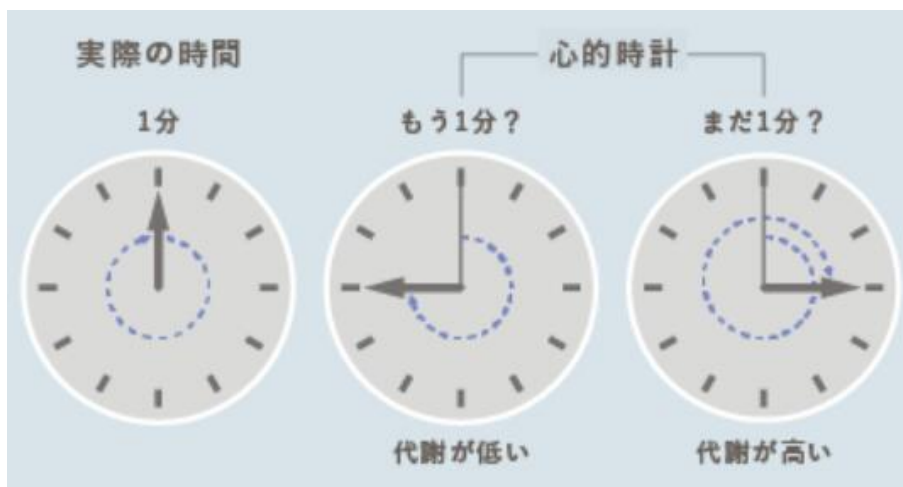 実際の時間
心的時計
1分
もう1分？
まだ1分？
代謝が低い
代謝が高い